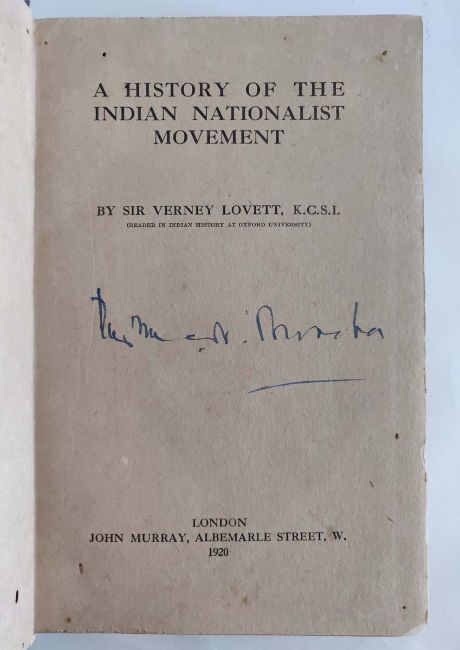 A HISTORY OF THE
INDIAN NATIONALIST
MOVEMENT
BY SIR VERNEY LOVETT, K.C.S.I.
(READER IN INDIAN HISTORY AT OXFORD UNIVERSITY)
LONDON
JOHN MURRAY, ALBEMARLE STREET, W.
1920